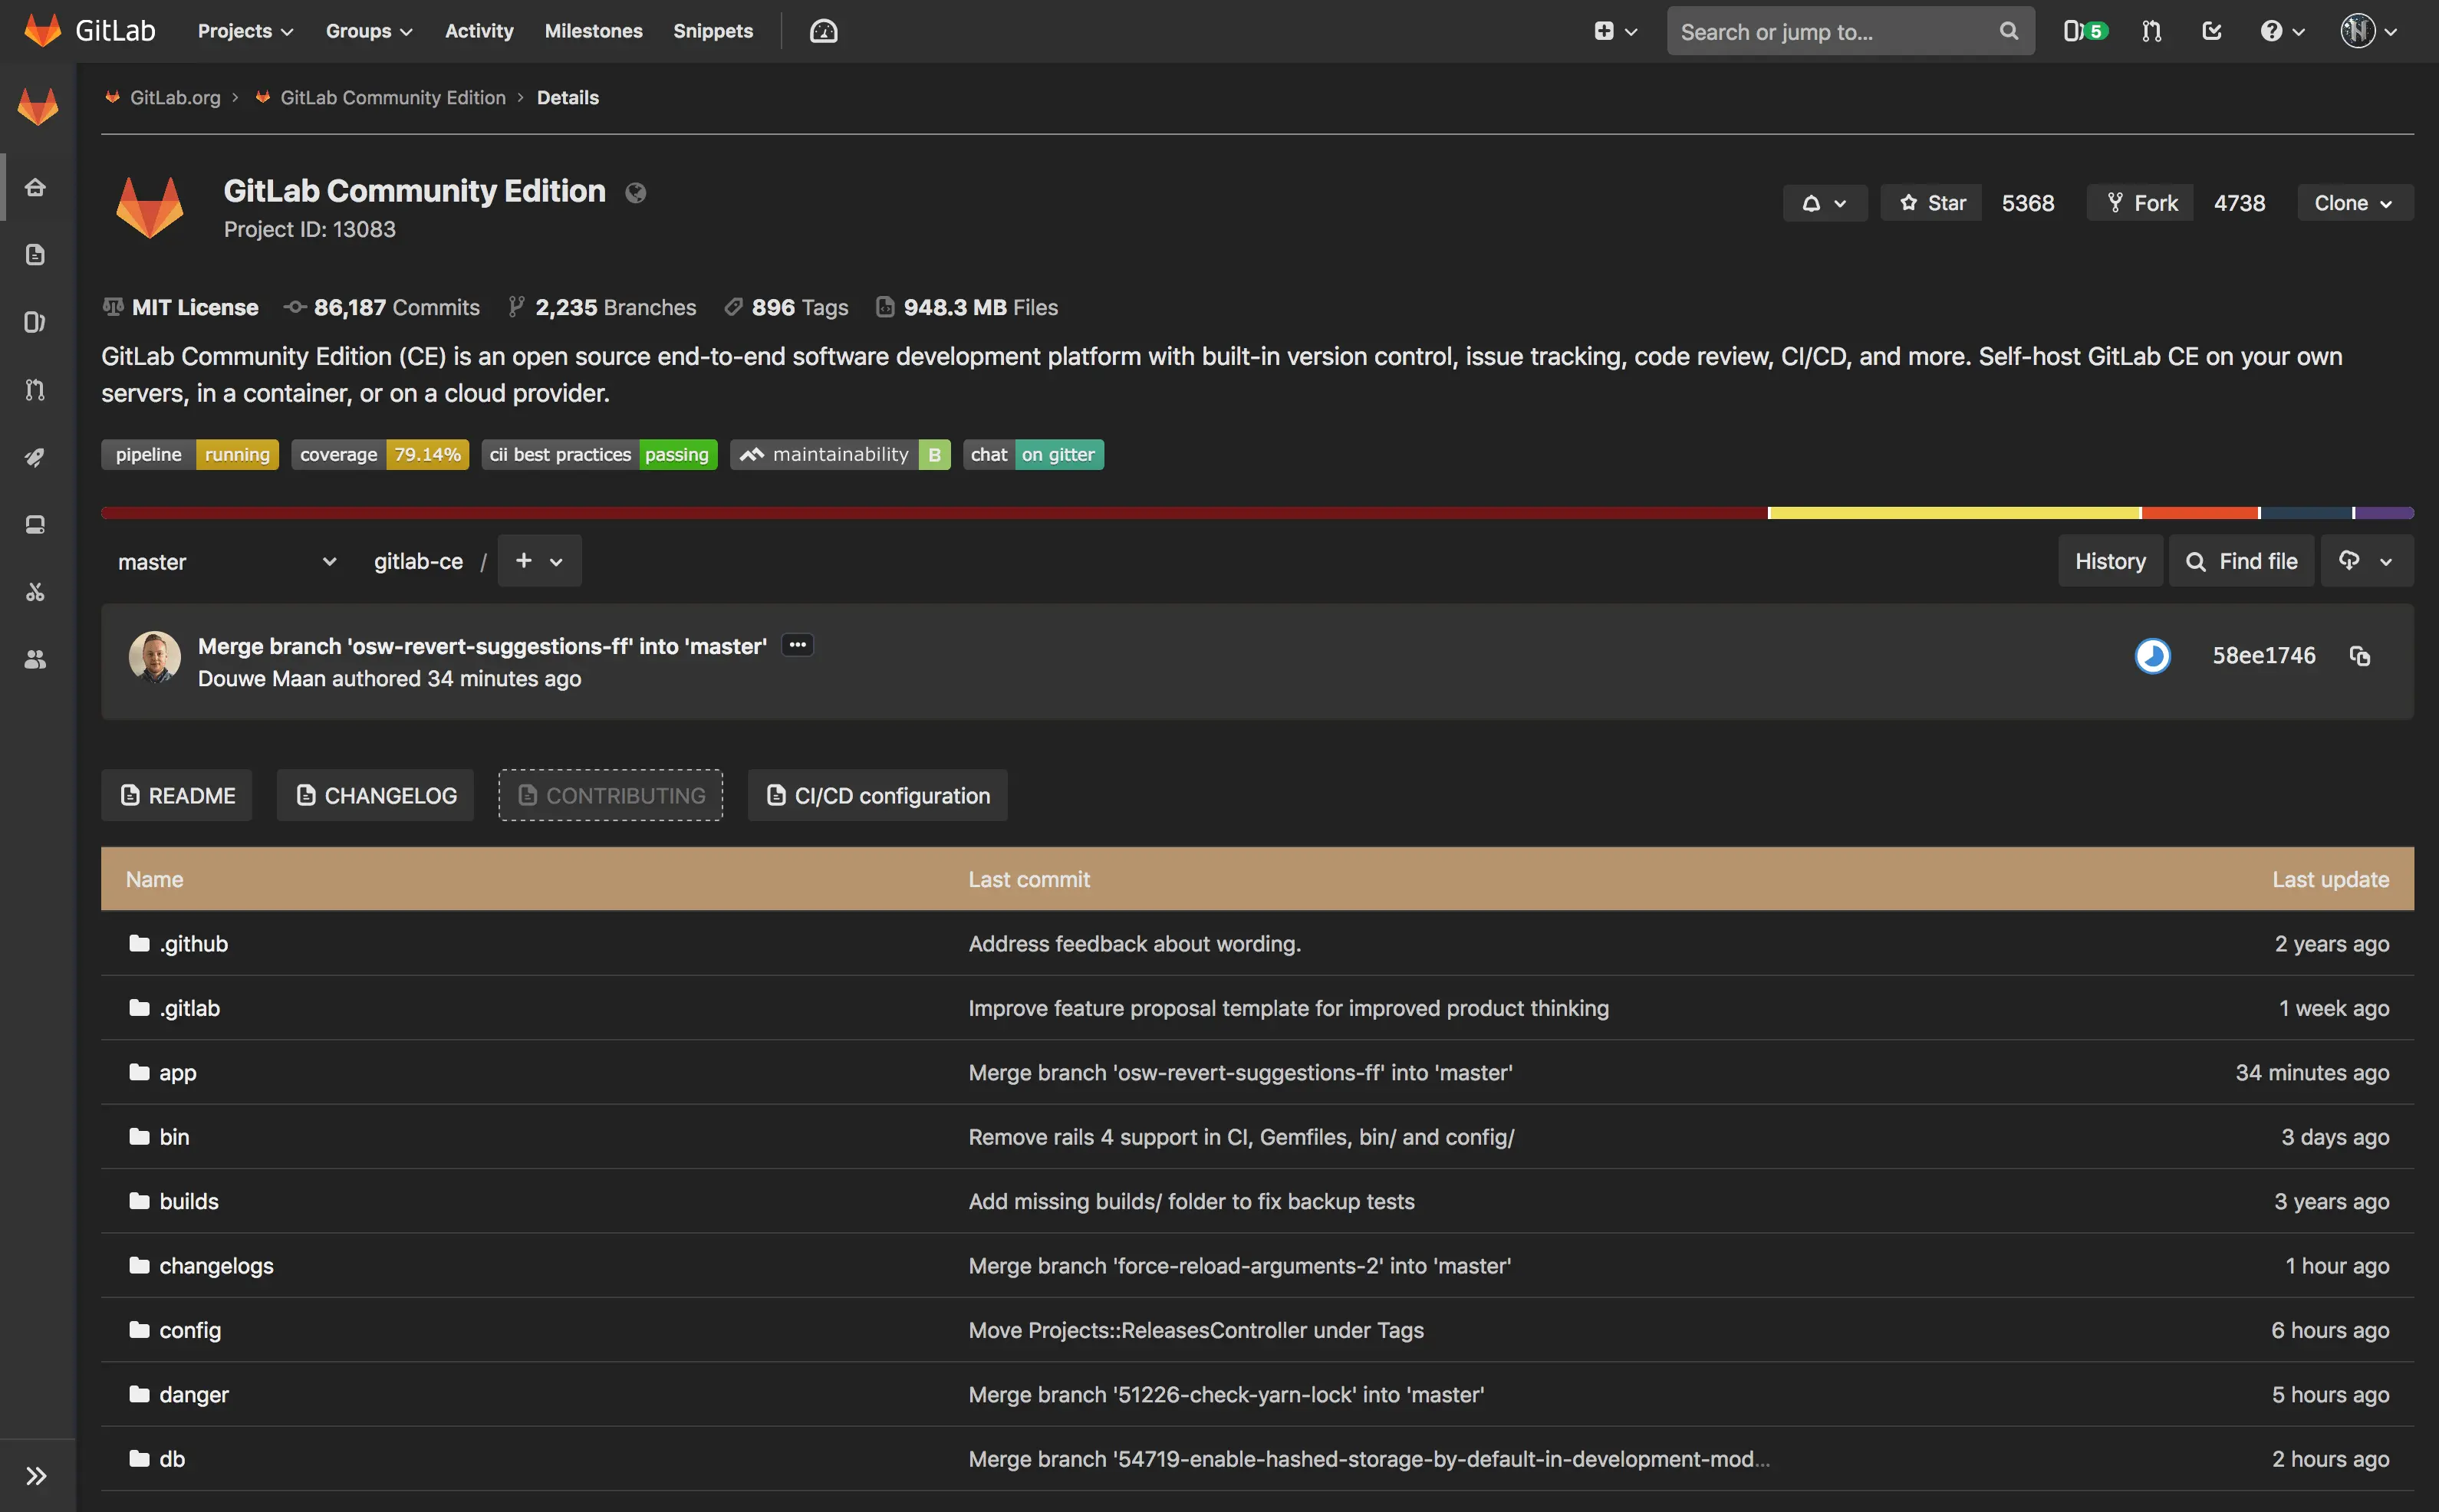 GitLab Projects Groups Activity Milestones Snippets Search or jump to... 5
GitLab.org > GitLab Community Edition > Details
GitLab Community Edition
Project ID: 13083
Star 5368 Fork 4738 Clone
MIT License 86,187 Commits 2,235 Branches 896 Tags 948.3 MB Files
GitLab Community Edition (CE) is an open source end-to-end software development platform with built-in version control, issue tracking, code review, CI/CD, and more. Self-host GitLab CE on your own
servers, in a container, or on a cloud provider.
pipeline running coverage 79.14% cii best practices passing maintainability B chat on gitter
master gitlab-ce / + History Find file
Merge branch 'osw-revert-suggestions-ff' into 'master' ...
Douwe Maan authored 34 minutes ago
58ee1746
README CHANGELOG CONTRIBUTING CI/CD configuration
Name Last commit Last update
.github Address feedback about wording. 2 years ago
.gitlab Improve feature proposal template for improved product thinking 1 week ago
app Merge branch 'osw-revert-suggestions-ff' into 'master' 34 minutes ago
bin Remove rails 4 support in CI, Gemfiles, bin/ and config/ 3 days ago
builds Add missing builds/ folder to fix backup tests 3 years ago
changelogs Merge branch 'force-reload-arguments-2' into 'master' 1 hour ago
config Move Projects::ReleasesController under Tags 6 hours ago
danger Merge branch '51226-check-yarn-lock' into 'master' 5 hours ago
db Merge branch '54719-enable-hashed-storage-by-default-in-development-mod... 2 hours ago